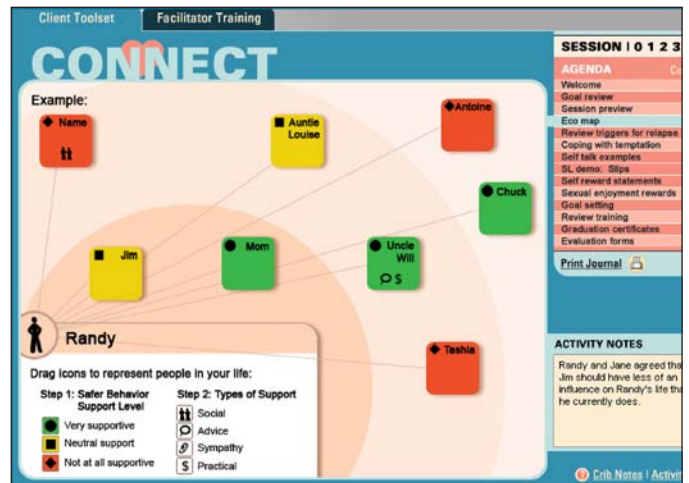 Client Toolset
Facilitator Training
CONNECT
Example:
Name
Auntie
Louise
Antoine
Chuck
Jim
Mom
Uncle
Will
$
Tashia
Randy
Drag icons to represent people in your life:
Step 1: Safer Behavior
Support Level
Very supportive
Neutral support
Not at all supportive
Step 2: Types of Support
Social
Advice
Sympathy
$ Practical
SESSION | 0 1 2 3
AGENDA
Welcome
Goal review
Session preview
Eco map
Review triggers for relapse
Coping with temptation
Self talk examples
SL demo: Slips
Self reward statements
Sexual enjoyment rewards
Goal setting
Review training
Graduation certificates
Evaluation forms
Print Journal
ACTIVITY NOTES
Randy and Jane agreed that
Jim should have less of an
influence on Randy's life
he currently does.
? Crib Notes |